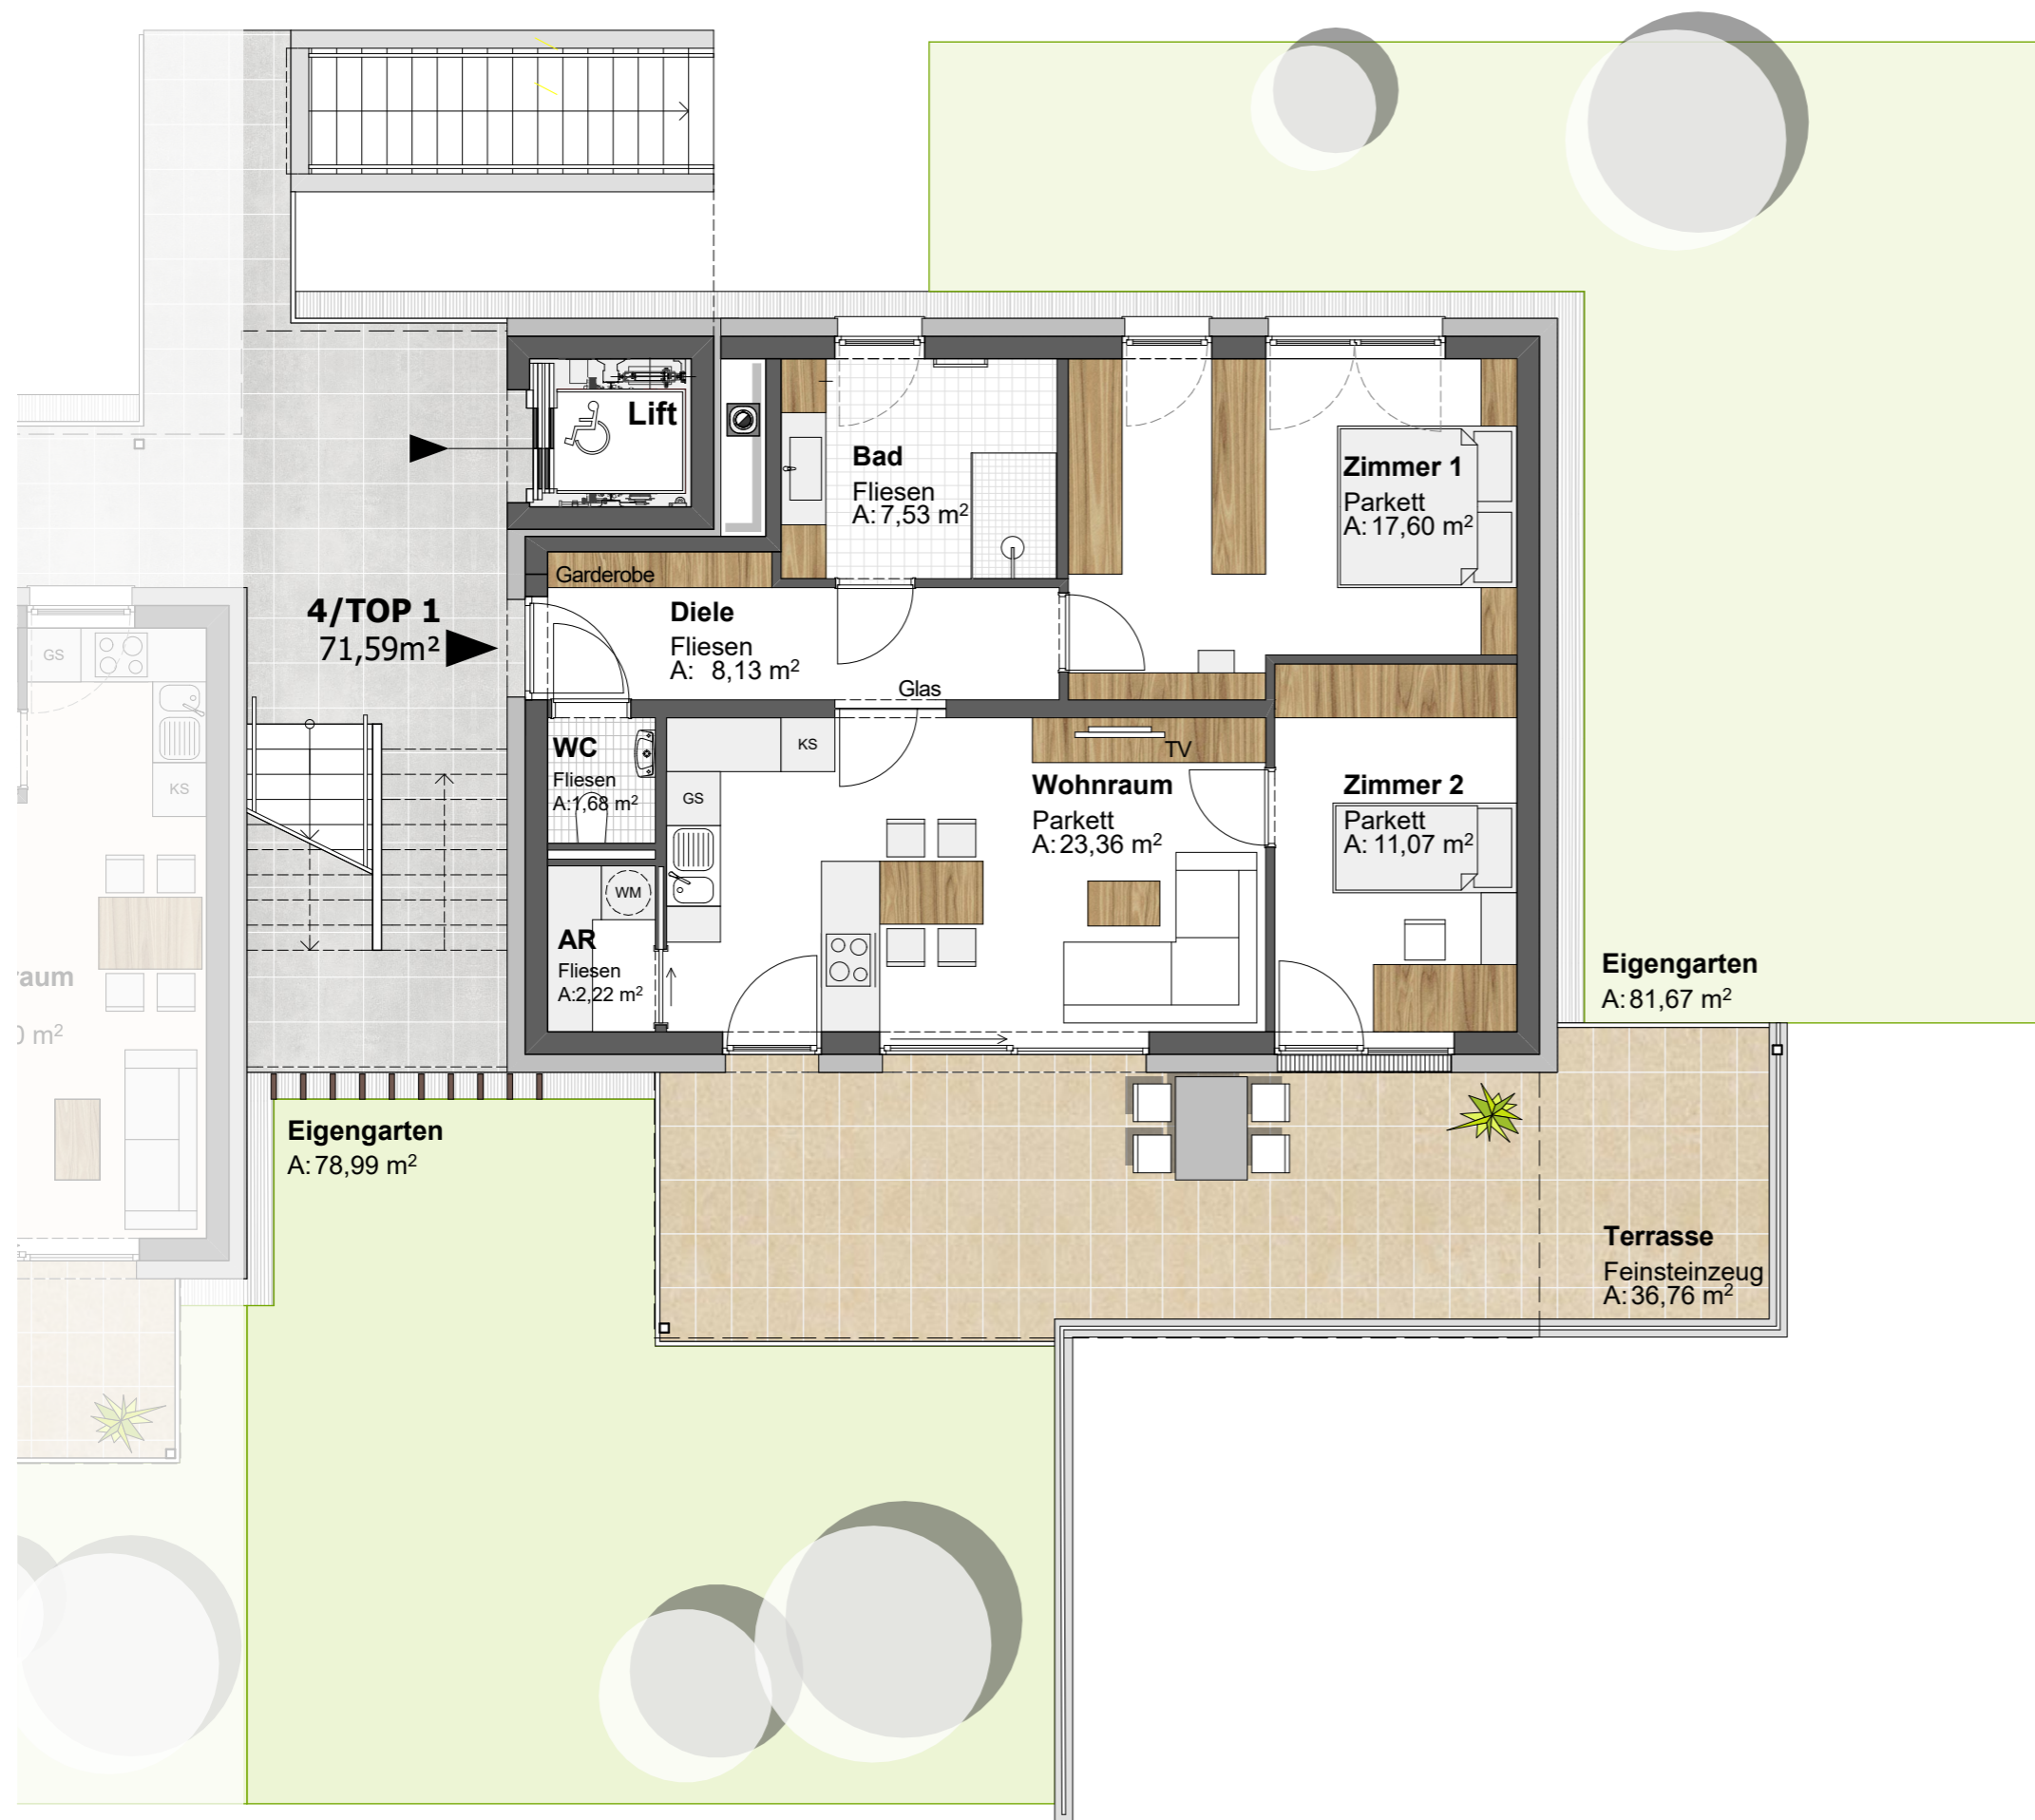 Lift
Bad
Fliesen
A: 7,53 m²
Zimmer 1
Parkett
A: 17,60 m²
Garderobe
4/TOP 1
71,59m²
Diele
Fliesen
A: 8,13 m²
Glas
GS
KS
WC
Fliesen
A:1,68 m²
KS
GS
TV
Wohnraum
Parkett
A: 23,36 m²
Zimmer 2
Parkett
A: 11,07 m²
WM
AR
Fliesen
A:2,22 m²
raum
0 m²
Eigengarten
A: 81,67 m²
Eigengarten
A: 78,99 m²
Terrasse
Feinsteinzeug
A: 36,76 m²